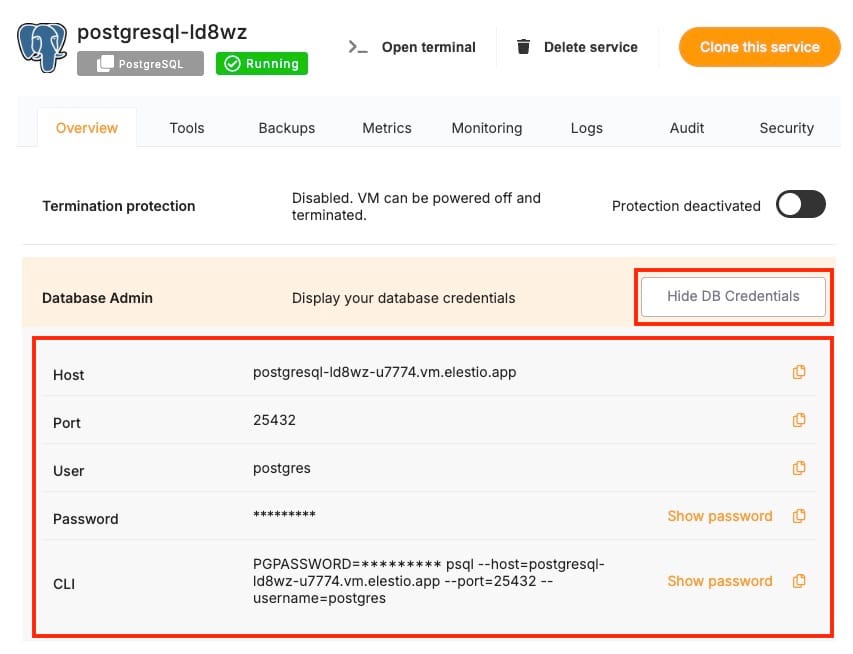 postgresql-ld8wz
PostgreSQL
Running
Open terminal
Delete service
Clone this service
Overview
Tools
Backups
Metrics
Monitoring
Logs
Audit
Security
Termination protection
Disabled. VM can be powered off and
terminated.
Protection deactivated
Database Admin
Display your database credentials
Hide DB Credentials
Host
postgresql-ld8wz-u7774.vm.elestio.app
Port
25432
User
postgres
Password
*********
Show password
CLI
PGPASSWORD=********* psql --host=postgresql-
ld8wz-u7774.vm.elestio.app --port=25432 --
username=postgres
Show password